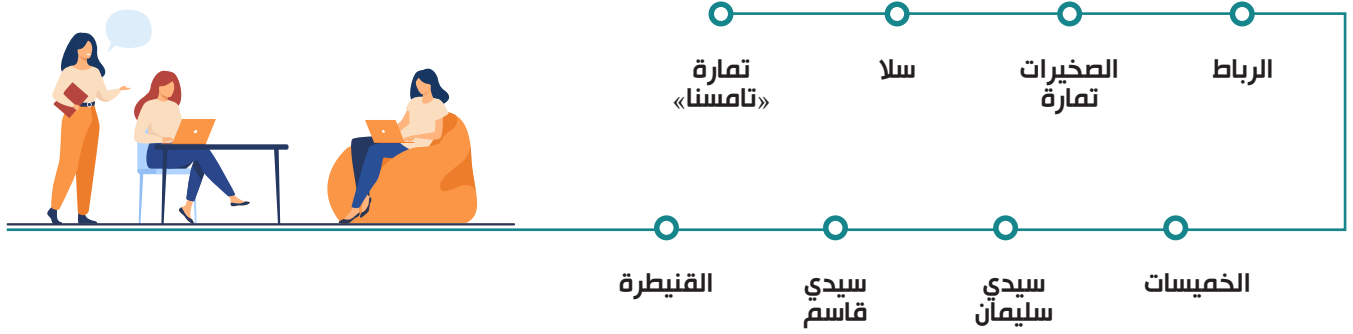 الرباط
الصخيرات
تمارة
سلا
تمارة
«تامسنا»
الخميسات
سيدي
سليمان
سيدي
قاسم
القنيطرة